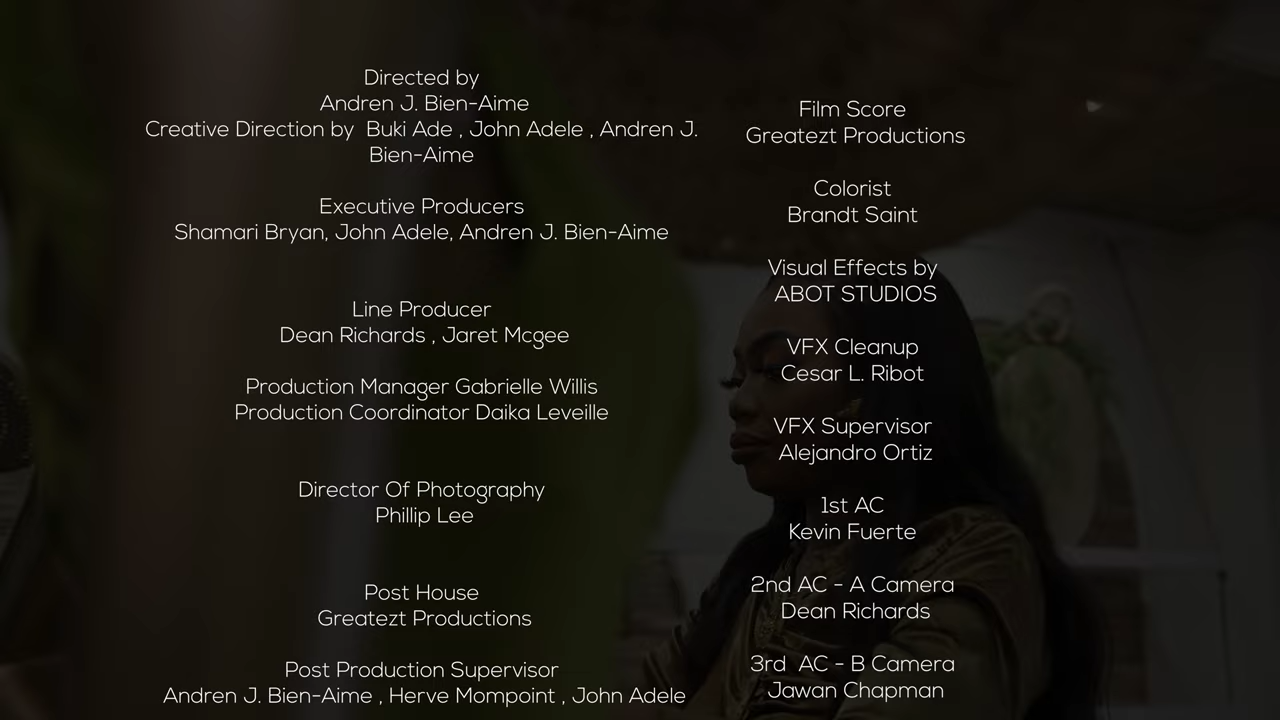 Directed by
Andren J. Bien-Aime
Creative Direction by  Buki Ade , John Adele , Andren J.
Bien-Aime
Executive Producers
Shamari Bryan, John Adele, Andren J. Bien-Aime
Line Producer
Dean Richards , Jaret Mcgee
Production Manager Gabrielle Willis
Production Coordinator Daika Leveille
Director Of Photography
Phillip Lee
Post House
Greatezt Productions
Post Production Supervisor
Andren J. Bien-Aime , Herve Mompoint , John Adele
Film Score
Greatezt Productions
Colorist
Brandt Saint
Visual Effects by
ABOT STUDIOS
VFX Cleanup
Cesar L. Ribot
VFX Supervisor
Alejandro Ortiz
1st AC
Kevin Fuerte
2nd AC - A Camera
Dean Richards
3rd  AC - B Camera
Jawan Chapman